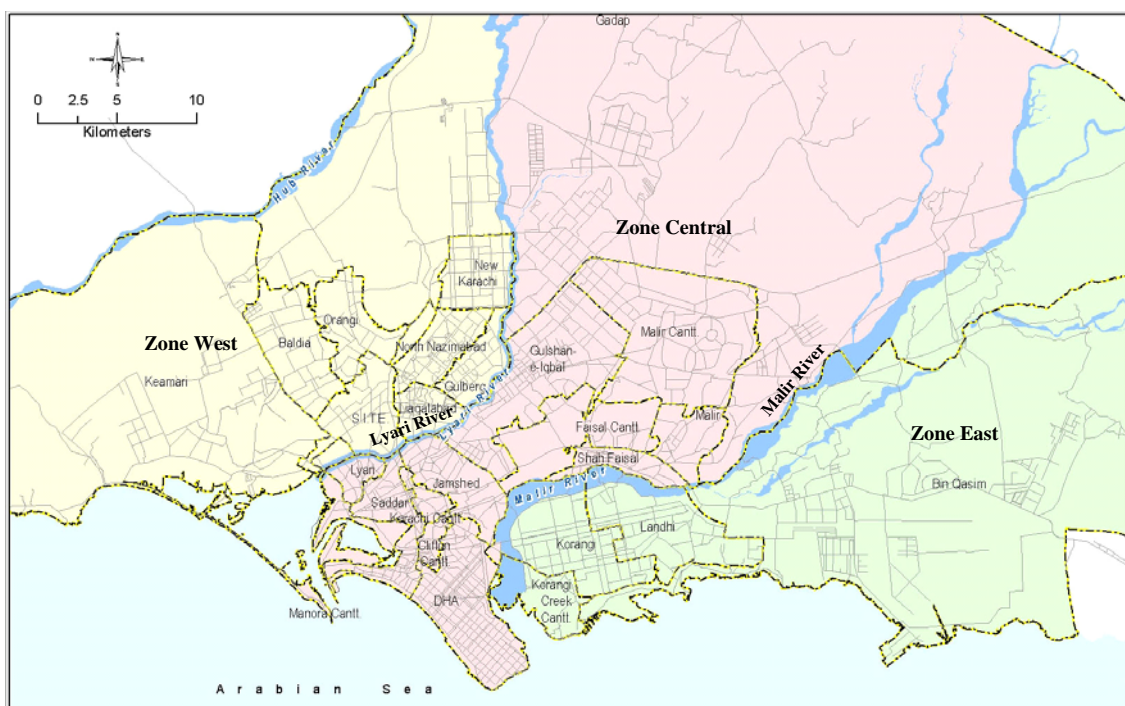 Gadap
N
W E
S
0 2.5 5 10
Kilometers
Hub River
Zone Central
New
Karachi
Orangi
Zone West
Baldia
North Nazimabad
Malir Cantt.
Gulshan-
e-Iqbal
Keamari
Gulberg
Liaqatabad
S.I.T.E.
Lyari River
Lyari River
Malir River
Malir
Faisal Cantt.
Zone East
Shah Faisal
Lyari
Jamshed
Malir River
Bin Qasim
Saddar
Karachi Cantt.
Landhi
Korangi
Clifton
Cantt.
Korangi
Creek
Cantt.
DHA
Manora Cantt.
Arabian Sea